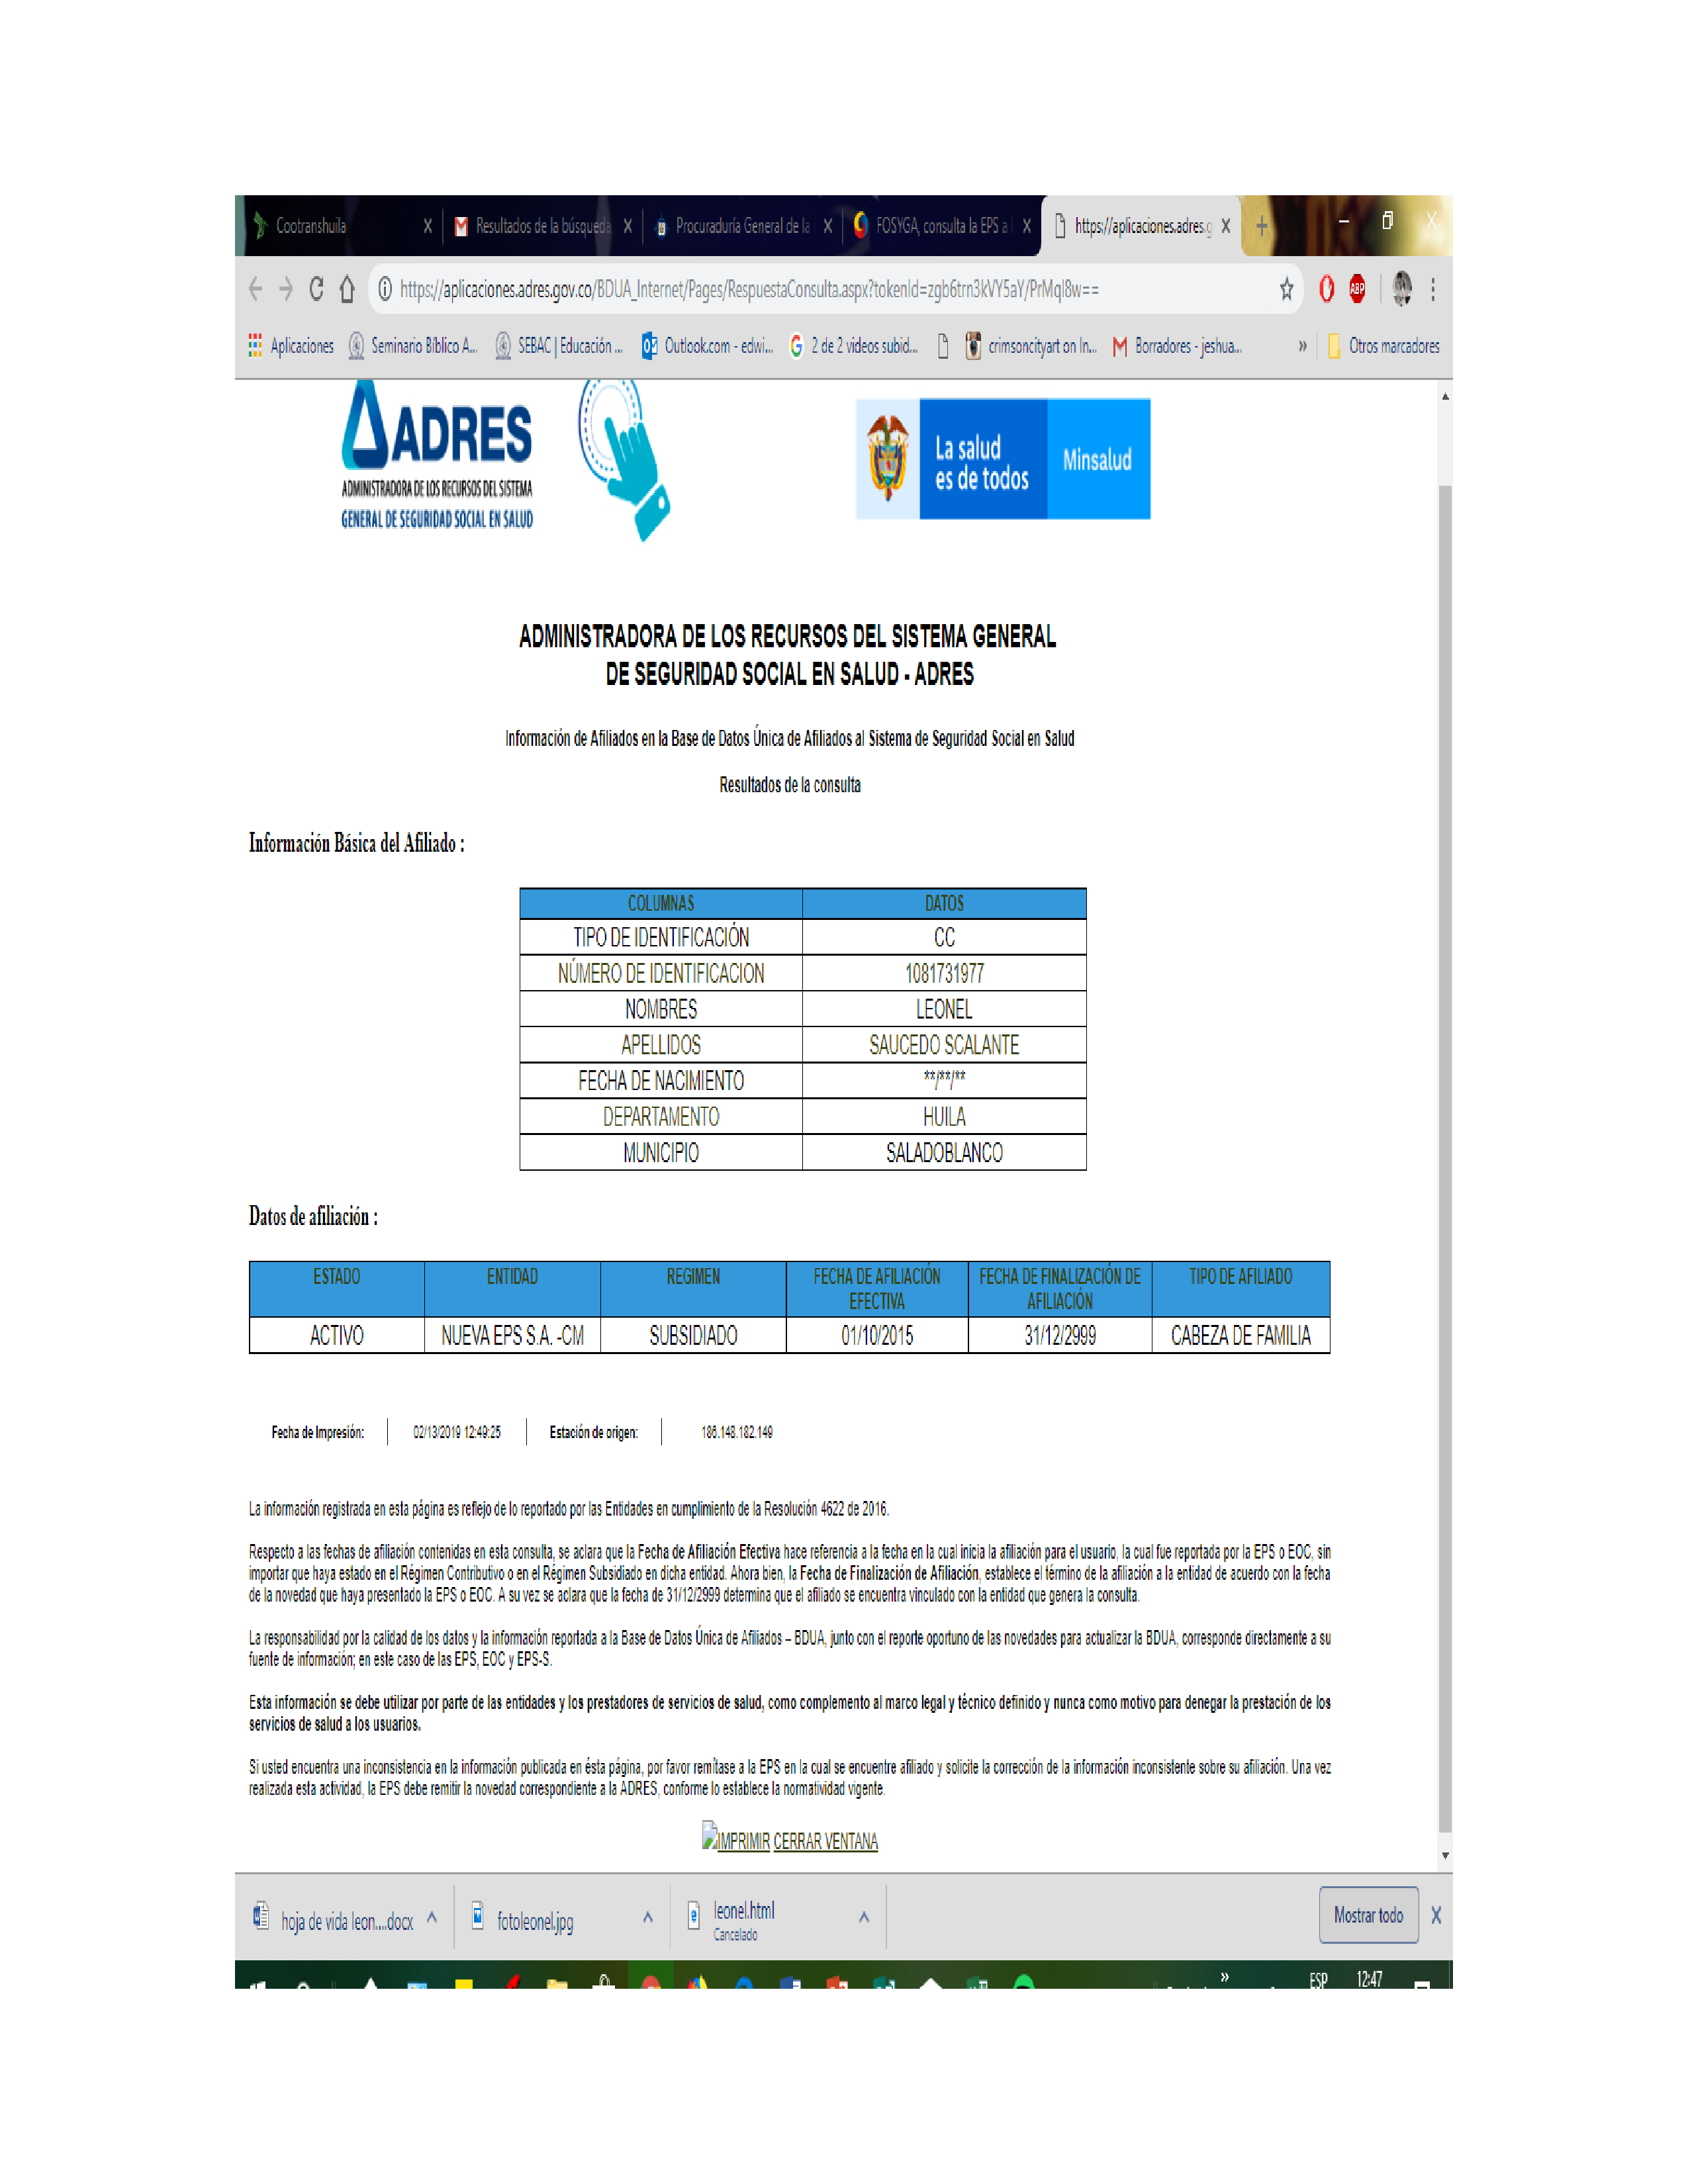 Cootranshuila
Resultados de la búsqueda
Procuraduría General de la
FOSYGA, consulta la EPS a
https://aplicaciones.adres.g
https://aplicaciones.adres.gov.co/BDUA_Internet/Pages/RespuestaConsulta.aspx?tokenId=zgb6trn3kVY5aY/PrMql8w==
ABP
Aplicaciones
Seminario Bíblico A...
SEBAC | Educación ...
Outlook.com - edwi...
2 de 2 videos subid...
crimsoncityart on In...
Borradores - jeshua...
»
Otros marcadores
ADRES
ADMINISTRADORA DE LOS RECURSOS DEL SISTEMA
GENERAL DE SEGURIDAD SOCIAL EN SALUD
La salud
es de todos
Minsalud
ADMINISTRADORA DE LOS RECURSOS DEL SISTEMA GENERAL
DE SEGURIDAD SOCIAL EN SALUD - ADRES
Información de Afiliados en la Base de Datos Única de Afiliados al Sistema de Seguridad Social en Salud
Resultados de la consulta
Información Básica del Afiliado :
COLUMNAS DATOS
TIPO DE IDENTIFICACIÓN CC
NÚMERO DE IDENTIFICACION 1081731977
NOMBRES LEONEL
APELLIDOS SAUCEDO SCALANTE
FECHA DE NACIMIENTO **/**/**
DEPARTAMENTO HUILA
MUNICIPIO SALADOBLANCO
Datos de afiliación :
ESTADO ENTIDAD REGIMEN FECHA DE AFILIACIÓN EFECTIVA FECHA DE FINALIZACIÓN DE AFILIACIÓN TIPO DE AFILIADO
ACTIVO NUEVA EPS S.A. -CM SUBSIDIADO 01/10/2015 31/12/2999 CABEZA DE FAMILIA
Fecha de Impresión: 02/13/2019 12:49:25 Estación de origen: 186.148.182.149
La información registrada en esta página es reflejo de lo reportado por las Entidades en cumplimiento de la Resolución 4622 de 2016.
Respecto a las fechas de afiliación contenidas en esta consulta, se aclara que la Fecha de Afiliación Efectiva hace referencia a la fecha en la cual inicia la afiliación para el usuario, la cual fue reportada por la EPS o EOC, sin
importar que haya estado en el Régimen Contributivo o en el Régimen Subsidiado en dicha entidad. Ahora bien, la Fecha de Finalización de Afiliación, establece el término de la afiliación a la entidad de acuerdo con la fecha
de la novedad que haya presentado la EPS o EOC. A su vez se aclara que la fecha de 31/12/2999 determina que el afiliado se encuentra vinculado con la entidad que genera la consulta.
La responsabilidad por la calidad de los datos y la información reportada a la Base de Datos Única de Afiliados – BDUA, junto con el reporte oportuno de las novedades para actualizar la BDUA, corresponde directamente a su
fuente de información; en este caso de las EPS, EOC y EPS-S.
Esta información se debe utilizar por parte de las entidades y los prestadores de servicios de salud, como complemento al marco legal y técnico definido y nunca como motivo para denegar la prestación de los
servicios de salud a los usuarios.
Si usted encuentra una inconsistencia en la información publicada en ésta página, por favor remítase a la EPS en la cual se encuentre afiliado y solicite la corrección de la información inconsistente sobre su afiliación. Una vez
realizada esta actividad, la EPS debe remitir la novedad correspondiente a la ADRES, conforme lo establece la normatividad vigente.
IMPRIMIR CERRAR VENTANA
hoja de vida leon....docx
fotoleonel.jpg
leonel.html
Cancelado
Mostrar todo
»
ESP
12:47